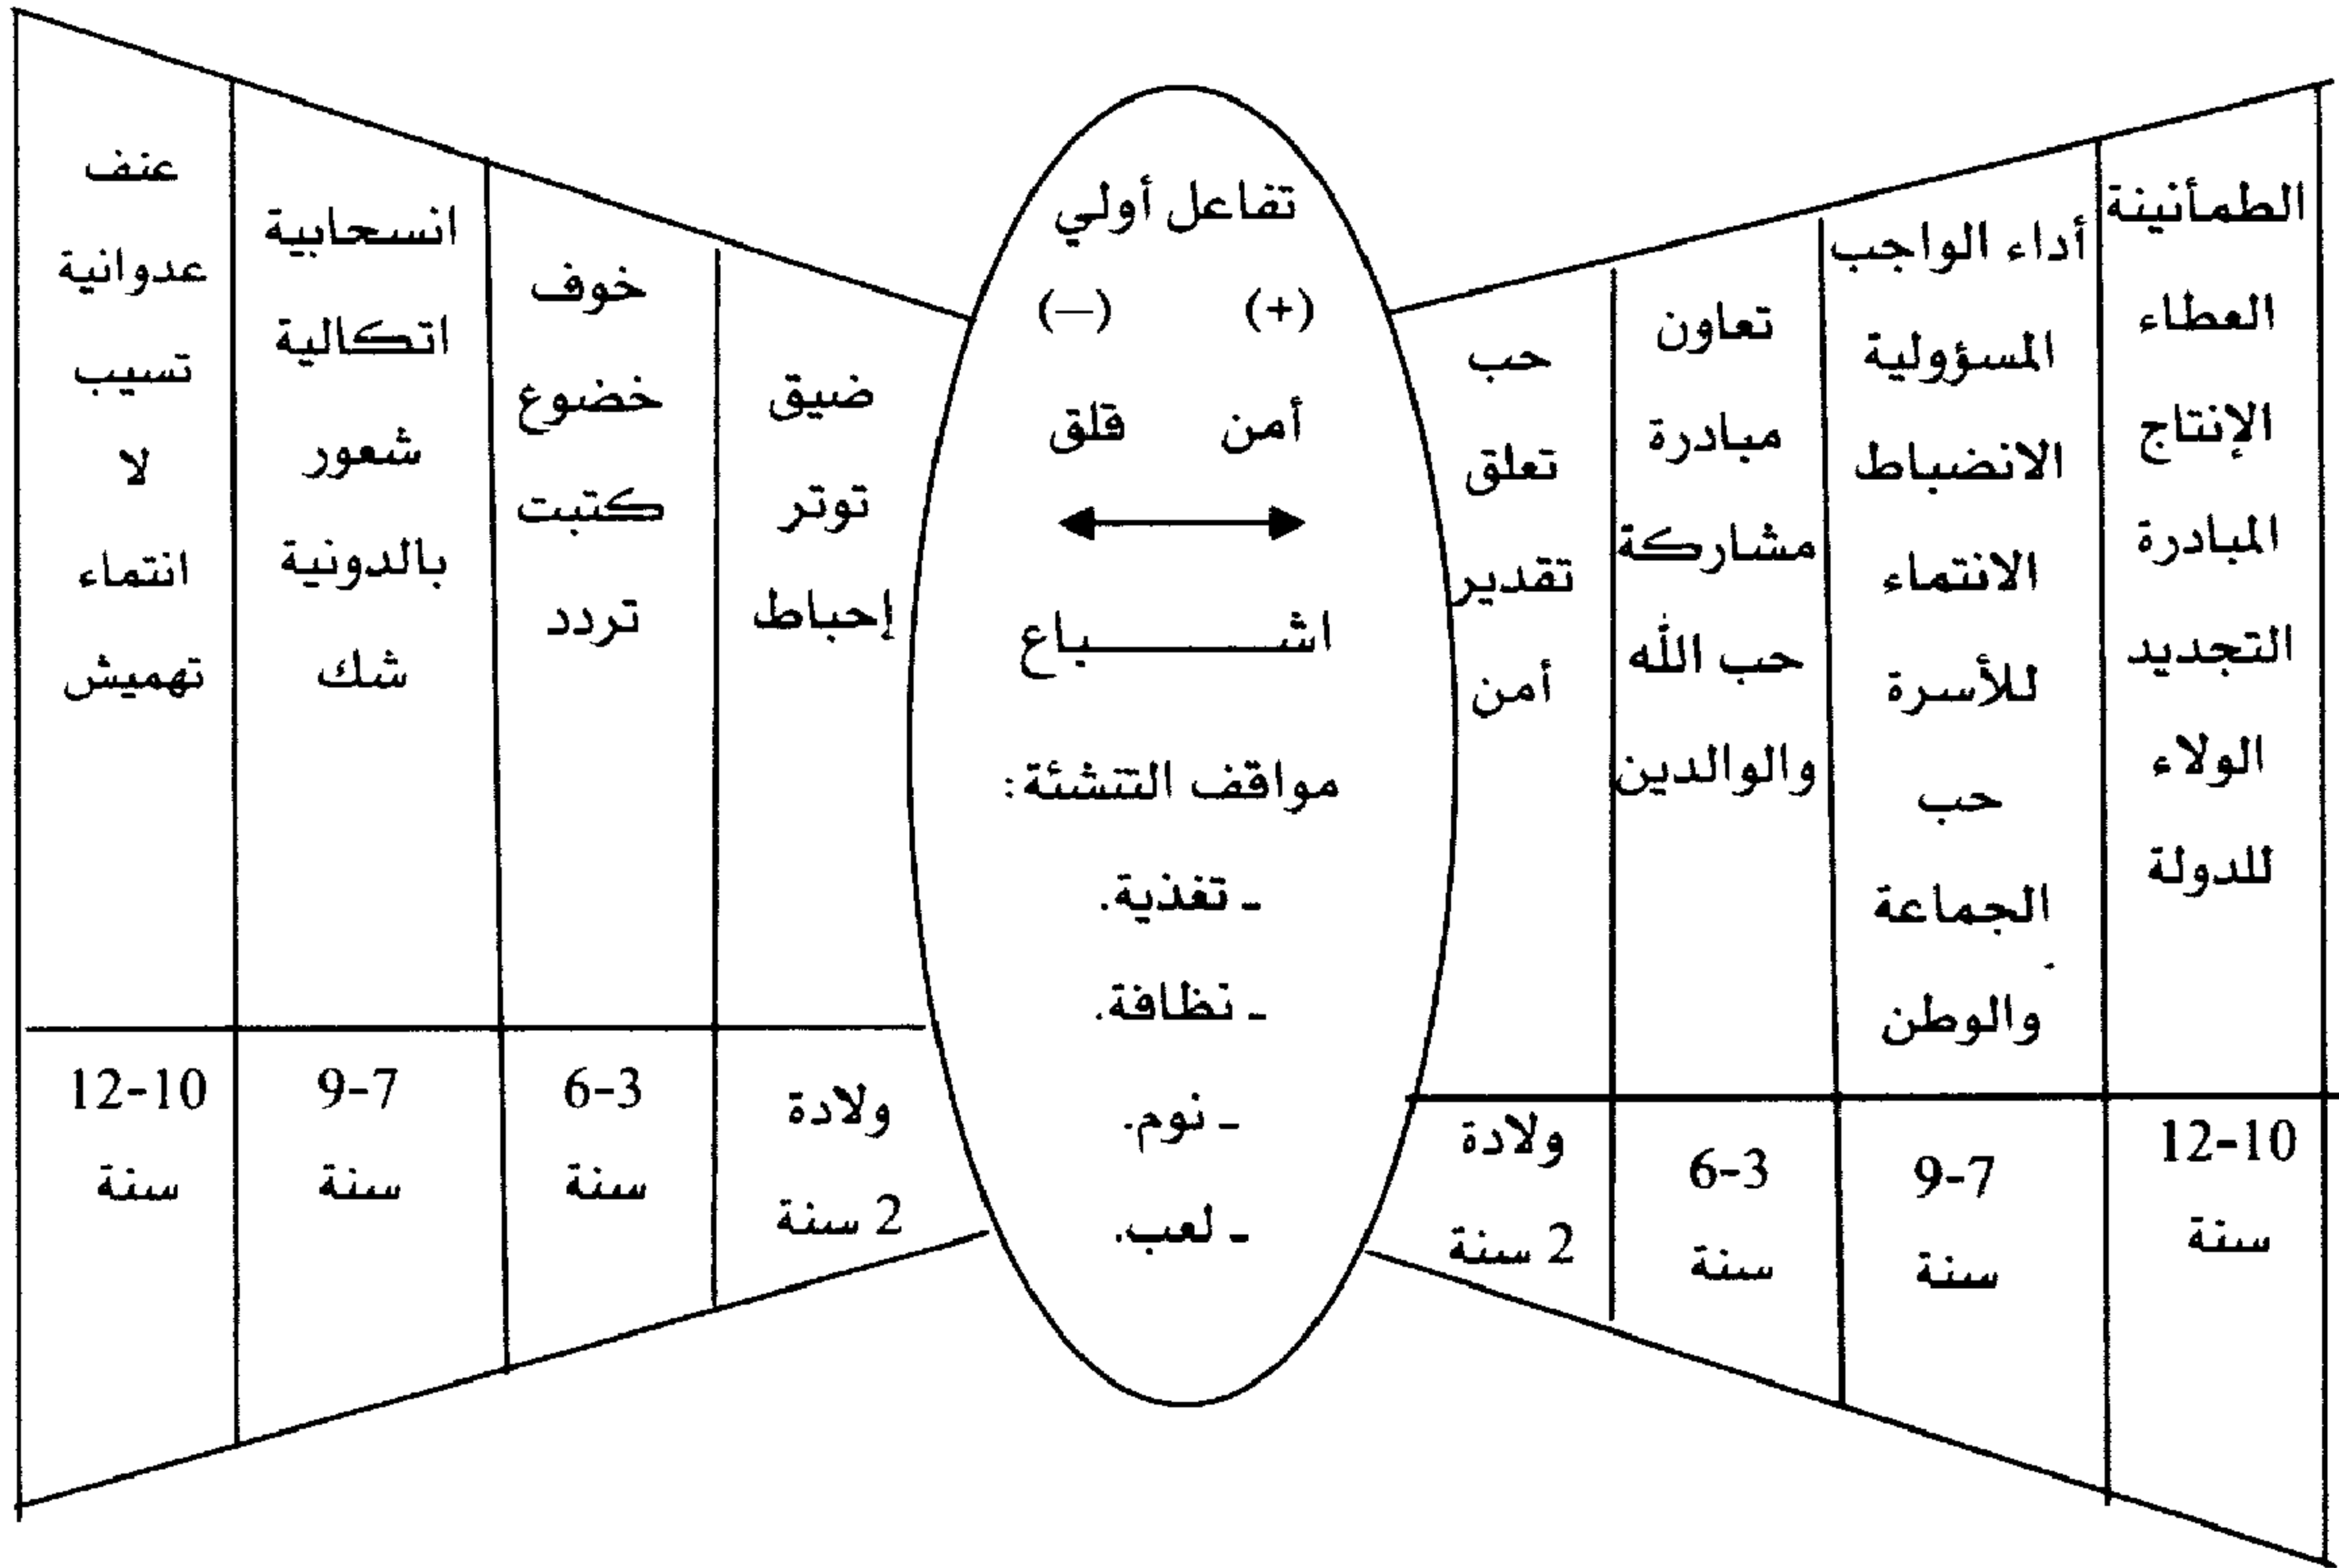 الطمأنينة
العطاء
الإنتاج
المبادرة
التجديد
الولاء
للدولة
12-10
سنة
أداء الواجب
المسؤولية
الانضباط
الانتماء
للأسرة
حب
الجماعة
والوطن
9-7
سنة
تعاون
مبادرة
مشاركة
حب الله
والوالدين
6-3
سنة
حب
تعلق
تقدير
أمن
ولادة
2 سنة
تفاعل أولي
(+) (—)
أمن قلق
اشـــــــباع
مواقف التنشئة:
ـ تغذية.
ـ نظافة.
ـ نوم.
ـ لعب.
ضيق
توتر
إحباط
ولادة
2 سنة
خوف
خضوع
كتبت
تردد
6-3
سنة
انسحابية
اتكالية
شعور
بالدونية
شك
9-7
سنة
عنف
عدوانية
تسيب
لا
انتماء
تهميش
12-10
سنة